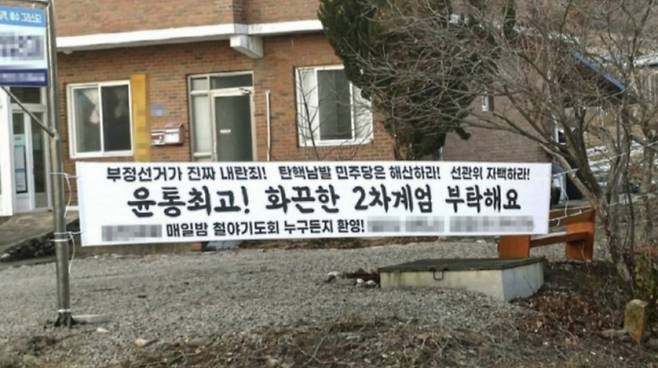 부정선거가 진짜 내란죄! 탄핵남발 민주당은 해산하라! 선관위 자백하라!
윤통최고! 화끈한 2차계엄 부탁해요
매일밤 철야기도회 누구든지 환영!